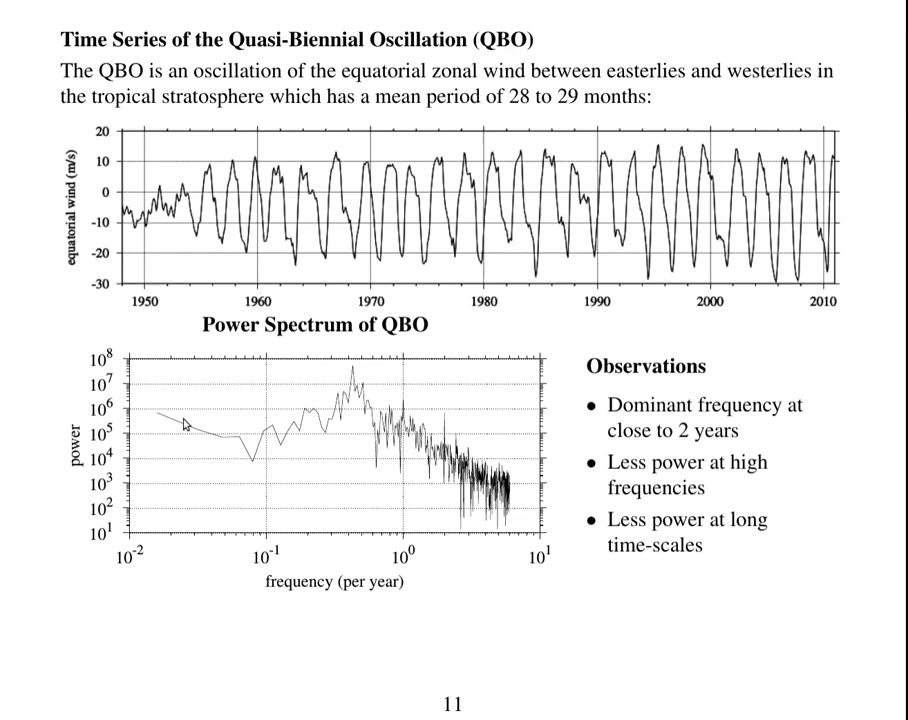 Time Series of the Quasi-Biennial Oscillation (QBO)
The QBO is an oscillation of the equatorial zonal wind between easterlies and westerlies in
the tropical stratosphere which has a mean period of 28 to 29 months:
equatorial wind (m/s)
20
10
0
-10
-20
-30
1950 1960 1970 1980 1990 2000 2010
Power Spectrum of QBO
power
10^8
10^7
10^6
10^5
10^4
10^3
10^2
10^1
10^-2 10^-1 10^0 10^1
frequency (per year)
Observations
• Dominant frequency at
close to 2 years
• Less power at high
frequencies
• Less power at long
time-scales
11